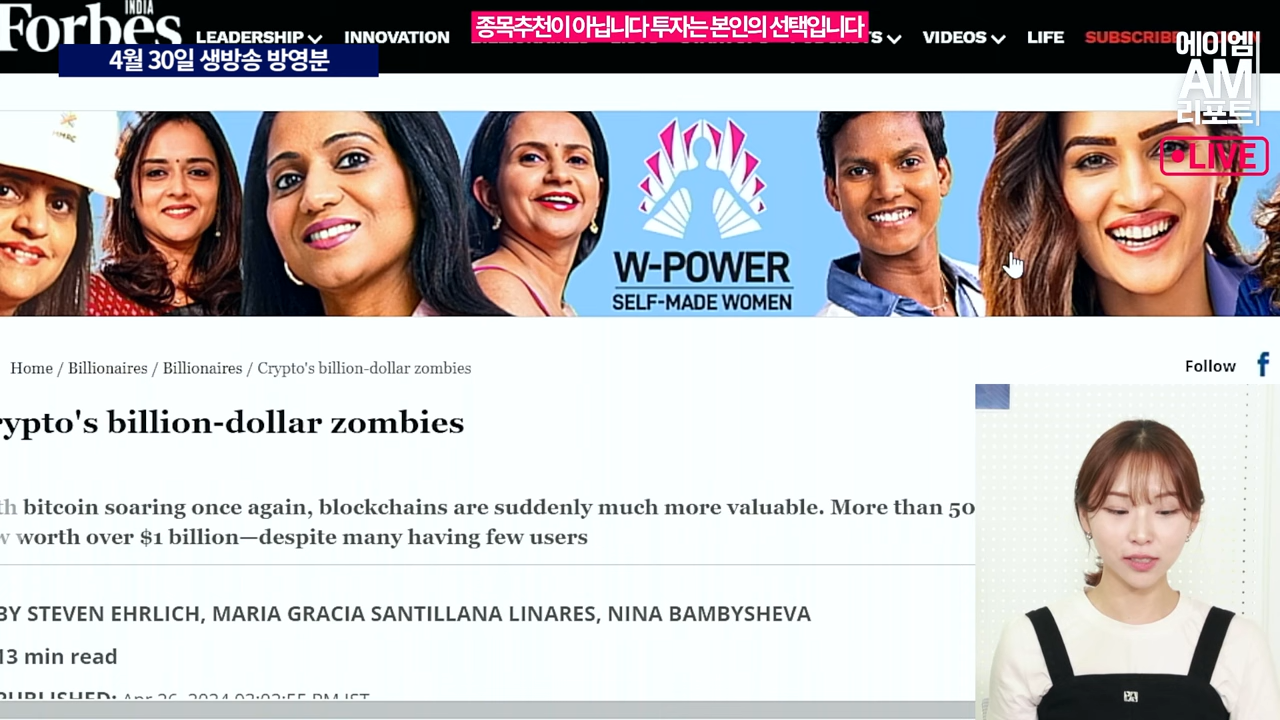 종목추천이 아닙니다 투자는 본인의 선택입니다
INDIA
Forbes
LEADERSHIP
INNOVATION
VIDEOS
LIFE
4월 30일 생방송 방영분
에이엠
AM
리포트
LIVE
W-POWER
SELF-MADE WOMEN
Home / Billionaires / Billionaires / Crypto's billion-dollar zombies
Follow
rypto's billion-dollar zombies
th bitcoin soaring once again, blockchains are suddenly much more valuable. More than 50
w worth over $1 billion—despite many having few users
BY STEVEN EHRLICH, MARIA GRACIA SANTILLANA LINARES, NINA BAMBYSHEVA
13 min read
PUBLISHED: Apr 26, 2024